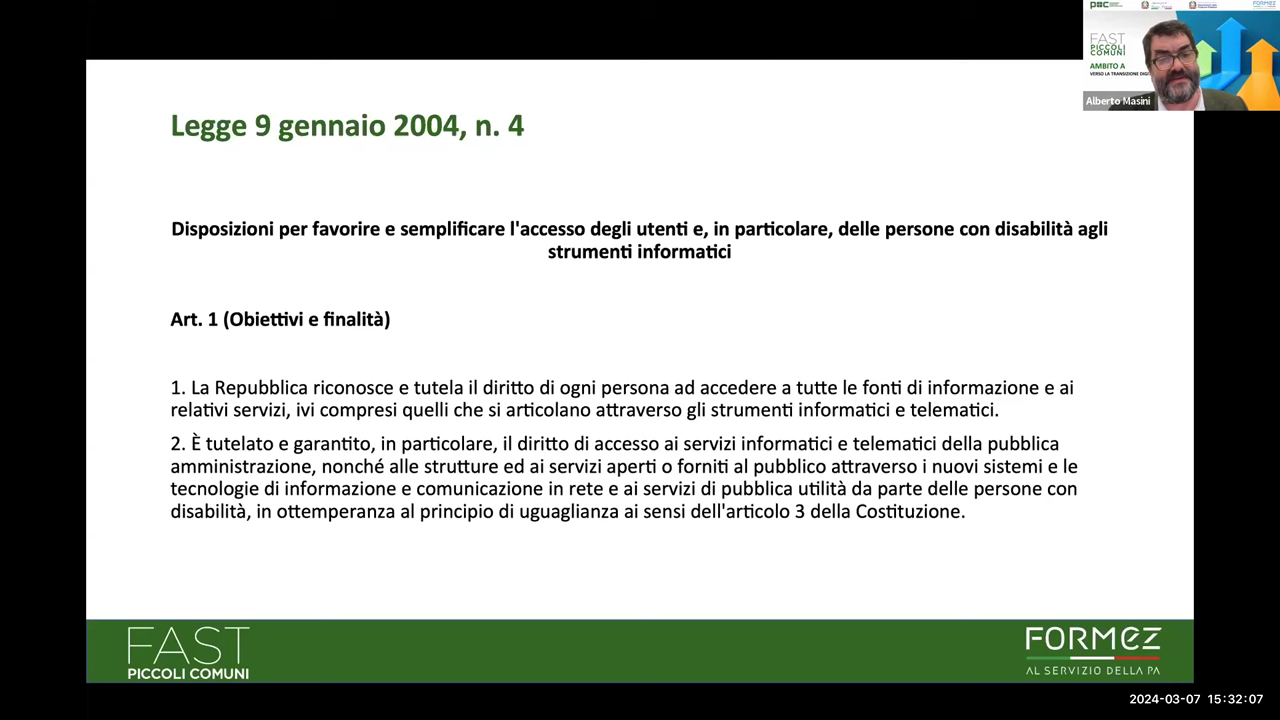 FORMEZ
FAST
PICCOLI
COMUNI
AMBITO A
VERSO LA TRANSIZIONE
Alberto Masini
Legge 9 gennaio 2004, n. 4
Disposizioni per favorire e semplificare l'accesso degli utenti e, in particolare, delle persone con disabilità agli
strumenti informatici
Art. 1 (Obiettivi e finalità)
1. La Repubblica riconosce e tutela il diritto di ogni persona ad accedere a tutte le fonti di informazione e ai
relativi servizi, ivi compresi quelli che si articolano attraverso gli strumenti informatici e telematici.
2. È tutelato e garantito, in particolare, il diritto di accesso ai servizi informatici e telematici della pubblica
amministrazione, nonché alle strutture ed ai servizi aperti o forniti al pubblico attraverso i nuovi sistemi e le
tecnologie di informazione e comunicazione in rete e ai servizi di pubblica utilità da parte delle persone con
disabilità, in ottemperanza al principio di uguaglianza ai sensi dell'articolo 3 della Costituzione.
FAST
PICCOLI COMUNI
FORMEZ
AL SERVIZIO DELLA PA
2024-03-07 15:32:07